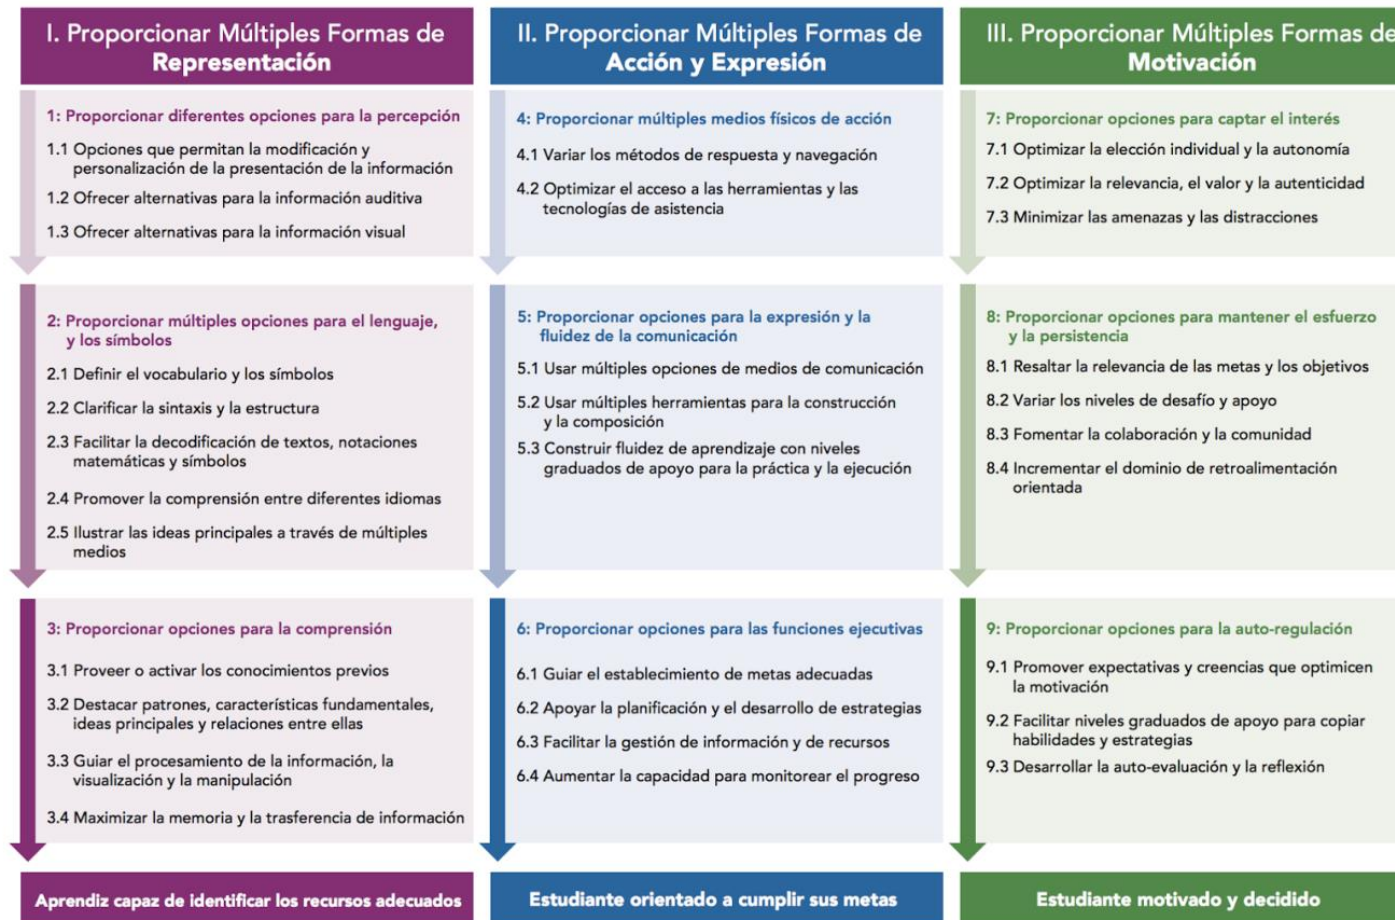 I. Proporcionar Múltiples Formas de
Representación
1: Proporcionar diferentes opciones para la percepción
1.1 Opciones que permitan la modificación y
personalización de la presentación de la información
1.2 Ofrecer alternativas para la información auditiva
1.3 Ofrecer alternativas para la información visual
2: Proporcionar múltiples opciones para el lenguaje,
y los símbolos
2.1 Definir el vocabulario y los símbolos
2.2 Clarificar la sintaxis y la estructura
2.3 Facilitar la decodificación de textos, notaciones
matemáticas y símbolos
2.4 Promover la comprensión entre diferentes idiomas
2.5 Ilustrar las ideas principales a través de múltiples
medios
3: Proporcionar opciones para la comprensión
3.1 Proveer o activar los conocimientos previos
3.2 Destacar patrones, características fundamentales,
ideas principales y relaciones entre ellas
3.3 Guiar el procesamiento de la información, la
visualización y la manipulación
3.4 Maximizar la memoria y la trasferencia de información
Aprendiz capaz de identificar los recursos adecuados
II. Proporcionar Múltiples Formas de
Acción y Expresión
4: Proporcionar múltiples medios físicos de acción
4.1 Variar los métodos de respuesta y navegación
4.2 Optimizar el acceso a las herramientas y las
tecnologías de asistencia
5: Proporcionar opciones para la expresión y la
fluidez de la comunicación
5.1 Usar múltiples opciones de medios de comunicación
5.2 Usar múltiples herramientas para la construcción
y la composición
5.3 Construir fluidez de aprendizaje con niveles
graduados de apoyo para la práctica y la ejecución
6: Proporcionar opciones para las funciones ejecutivas
6.1 Guiar el establecimiento de metas adecuadas
6.2 Apoyar la planificación y el desarrollo de estrategias
6.3 Facilitar la gestión de información y de recursos
6.4 Aumentar la capacidad para monitorear el progreso
Estudiante orientado a cumplir sus metas
III. Proporcionar Múltiples Formas de
Motivación
7: Proporcionar opciones para captar el interés
7.1 Optimizar la elección individual y la autonomía
7.2 Optimizar la relevancia, el valor y la autenticidad
7.3 Minimizar las amenazas y las distracciones
8: Proporcionar opciones para mantener el esfuerzo
y la persistencia
8.1 Resaltar la relevancia de las metas y los objetivos
8.2 Variar los niveles de desafío y apoyo
8.3 Fomentar la colaboración y la comunidad
8.4 Incrementar el dominio de retroalimentación
orientada
9: Proporcionar opciones para la auto-regulación
9.1 Promover expectativas y creencias que optimicen
la motivación
9.2 Facilitar niveles graduados de apoyo para copiar
habilidades y estrategias
9.3 Desarrollar la auto-evaluación y la reflexión
Estudiante motivado y decidido